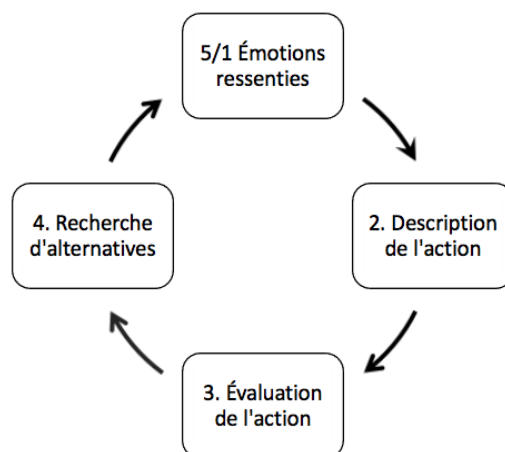 5/1 Émotions
ressenties
2. Description
de l'action
3. Évaluation
de l'action
4. Recherche
d'alternatives